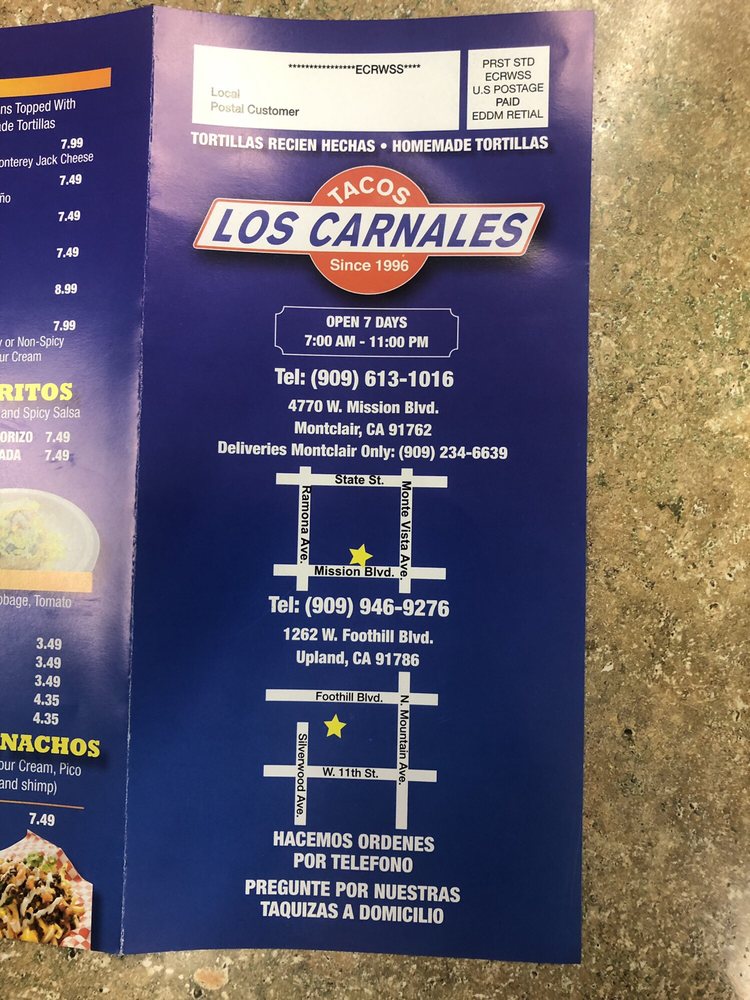 ns Topped With
de Tortillas
7.99
onterey Jack Cheese
7.49
ño
7.49
7.49
8.99
7.99
y or Non-Spicy
ur Cream
RITOS
and Spicy Salsa
ORIZO 7.49
ADA 7.49
bbage, Tomato
3.49
3.49
3.49
4.35
4.35
NACHOS
our Cream, Pico
and shimp)
7.49
****************ECRWSS****
Local
Postal Customer
PRST STD
ECRWSS
U.S POSTAGE
PAID
EDDM RETIAL
TORTILLAS RECIEN HECHAS • HOMEMADE TORTILLAS
TACOS
LOS CARNALES
Since 1996
OPEN 7 DAYS
7:00 AM - 11:00 PM
Tel: (909) 613-1016
4770 W. Mission Blvd.
Montclair, CA 91762
Deliveries Montclair Only: (909) 234-6639
State St.
Ramona Ave.
Monte Vista Ave.
Mission Blvd.
Tel: (909) 946-9276
1262 W. Foothill Blvd.
Upland, CA 91786
Foothill Blvd.
N. Mountain Ave.
Silverwood Ave.
W. 11th St.
HACEMOS ORDENES
POR TELEFONO
PREGUNTE POR NUESTRAS
TAQUIZAS A DOMICILIO